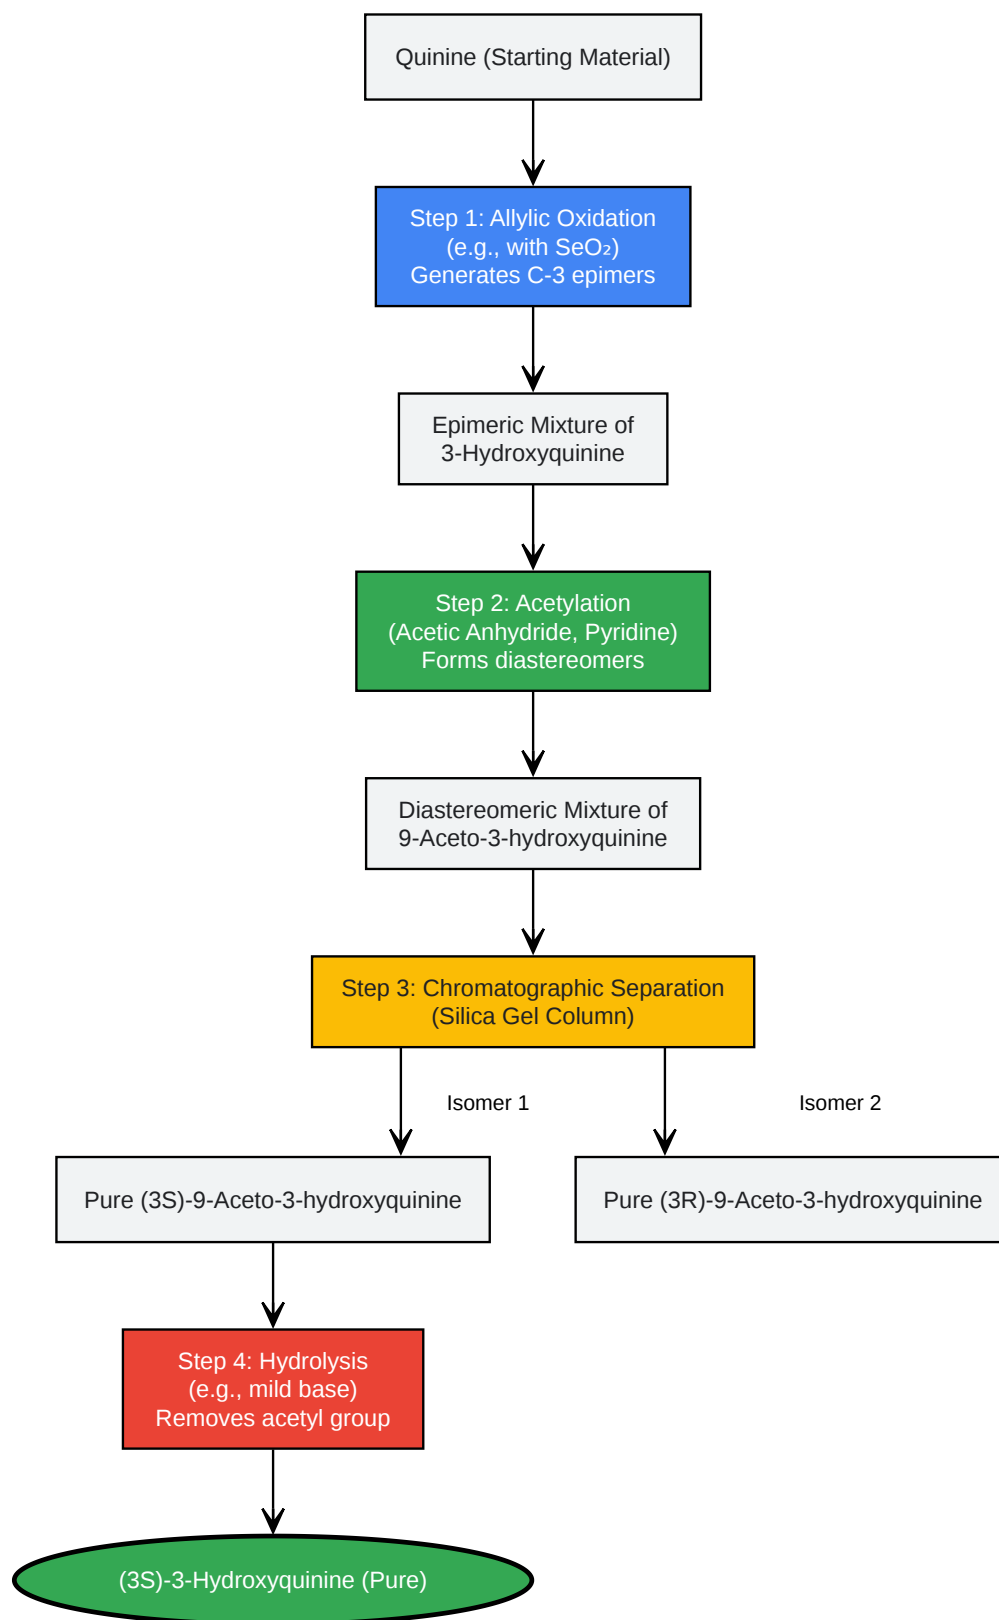 Quinine (Starting Material)
Step 1: Allylic Oxidation
(e.g., with SeO₂)
Generates C-3 epimers
Epimeric Mixture of
3-Hydroxyquinine
Step 2: Acetylation
(Acetic Anhydride, Pyridine)
Forms diastereomers
Diastereomeric Mixture of
9-Aceto-3-hydroxyquinine
Step 3: Chromatographic Separation
(Silica Gel Column)
Isomer 1
Isomer 2
Pure (3S)-9-Aceto-3-hydroxyquinine
Pure (3R)-9-Aceto-3-hydroxyquinine
Step 4: Hydrolysis
(e.g., mild base)
Removes acetyl group
(3S)-3-Hydroxyquinine (Pure)